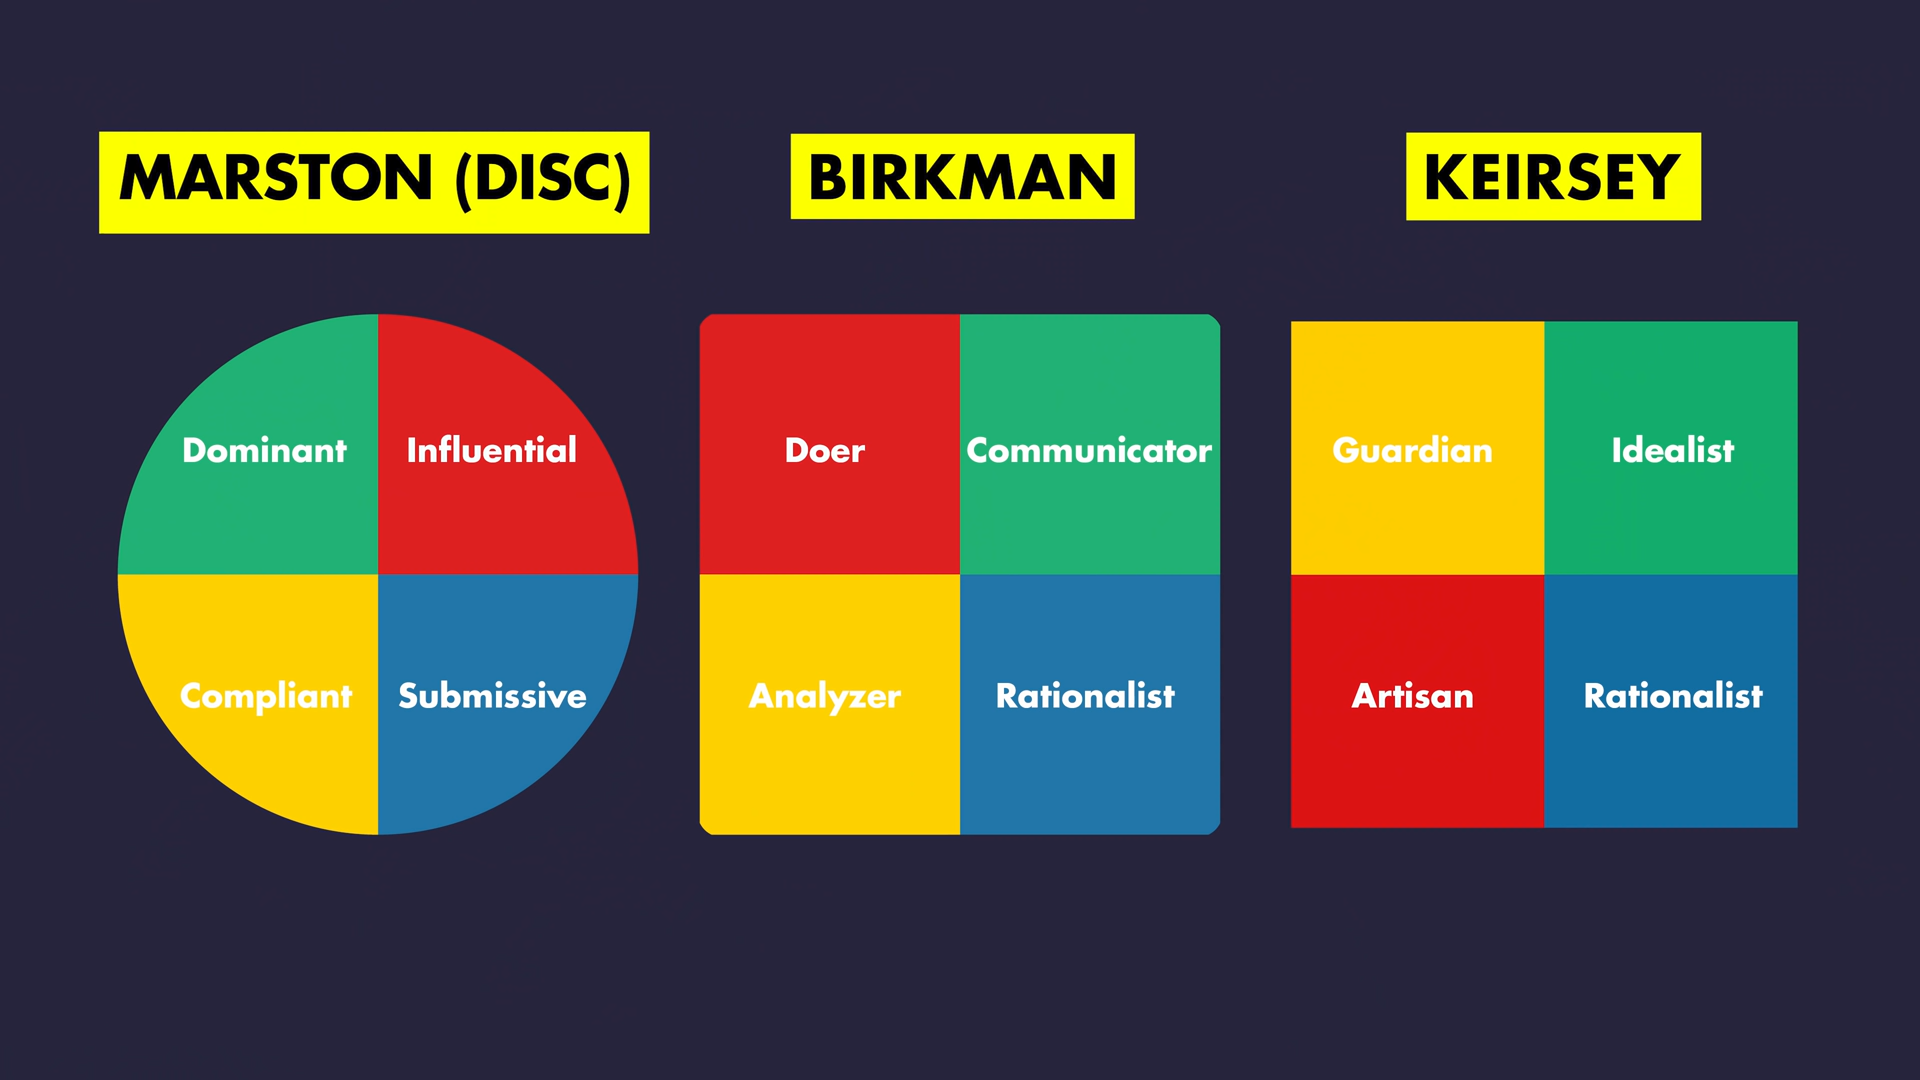 MARSTON (DISC)
BIRKMAN
KEIRSEY
Dominant
Influential
Compliant
Submissive
Doer
Communicator
Analyzer
Rationalist
Guardian
Idealist
Artisan
Rationalist